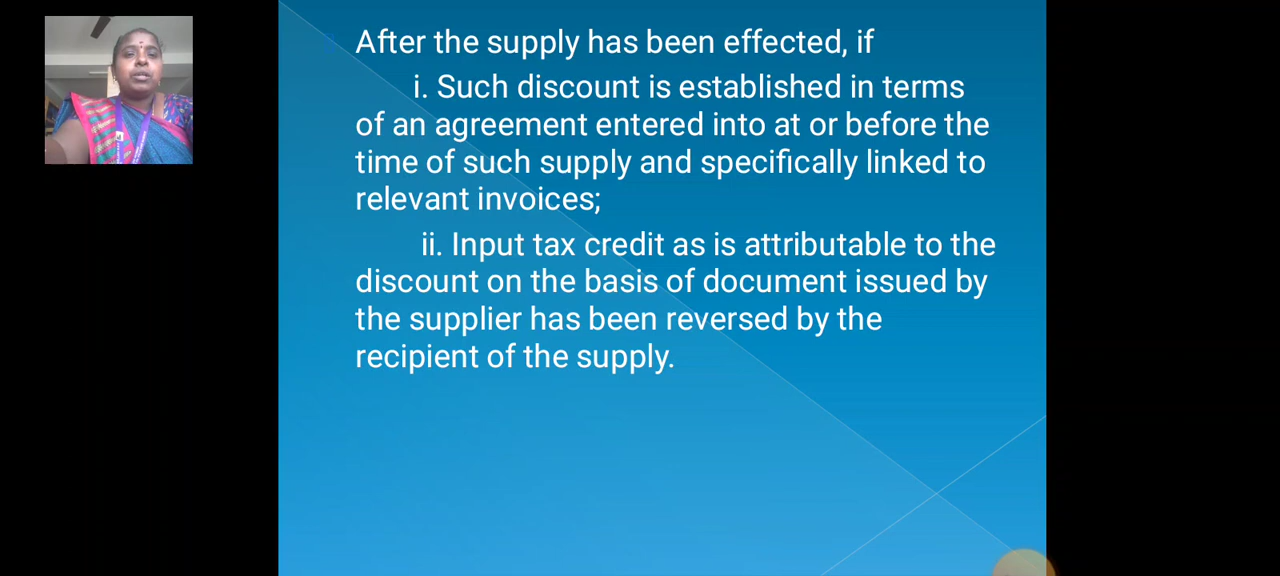 After the supply has been effected, if
i. Such discount is established in terms
of an agreement entered into at or before the
time of such supply and specifically linked to
relevant invoices;
ii. Input tax credit as is attributable to the
discount on the basis of document issued by
the supplier has been reversed by the
recipient of the supply.